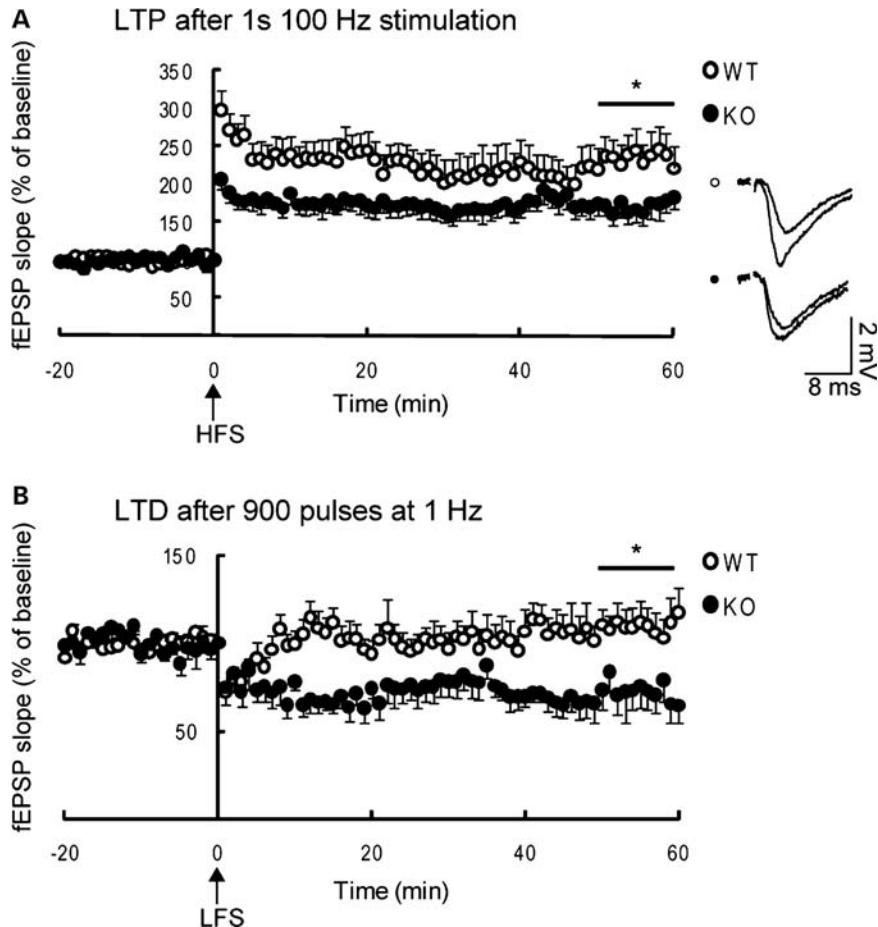 A
LTP after 1s 100 Hz stimulation
fEPSP slope (% of baseline)
350
300
250
200
150
100
50
-20 0 20 40 60
Time (min)
HFS
*
WT
KO
2 mV
8 ms
B
LTD after 900 pulses at 1 Hz
fEPSP slope (% of baseline)
150
50
-20 0 20 40 60
Time (min)
LFS
*
WT
KO